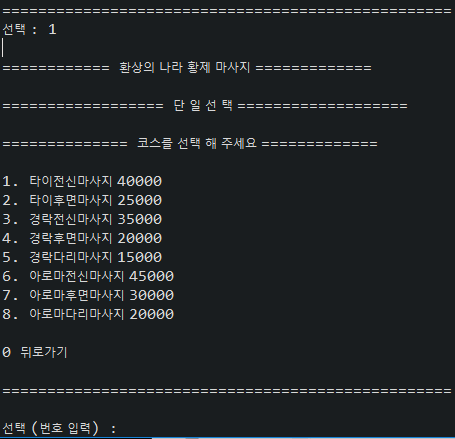 ==================================================
선택 : 1
============ 환상의 나라 황제 마사지 =============
================== 단 일 선 택 ===================
============== 코스를 선택 해 주세요 =============
1. 타이전신마사지 40000
2. 타이후면마사지 25000
3. 경락전신마사지 35000
4. 경락후면마사지 20000
5. 경락다리마사지 15000
6. 아로마전신마사지 45000
7. 아로마후면마사지 30000
8. 아로마다리마사지 20000
0 뒤로가기
==================================================
선택 (번호 입력) :